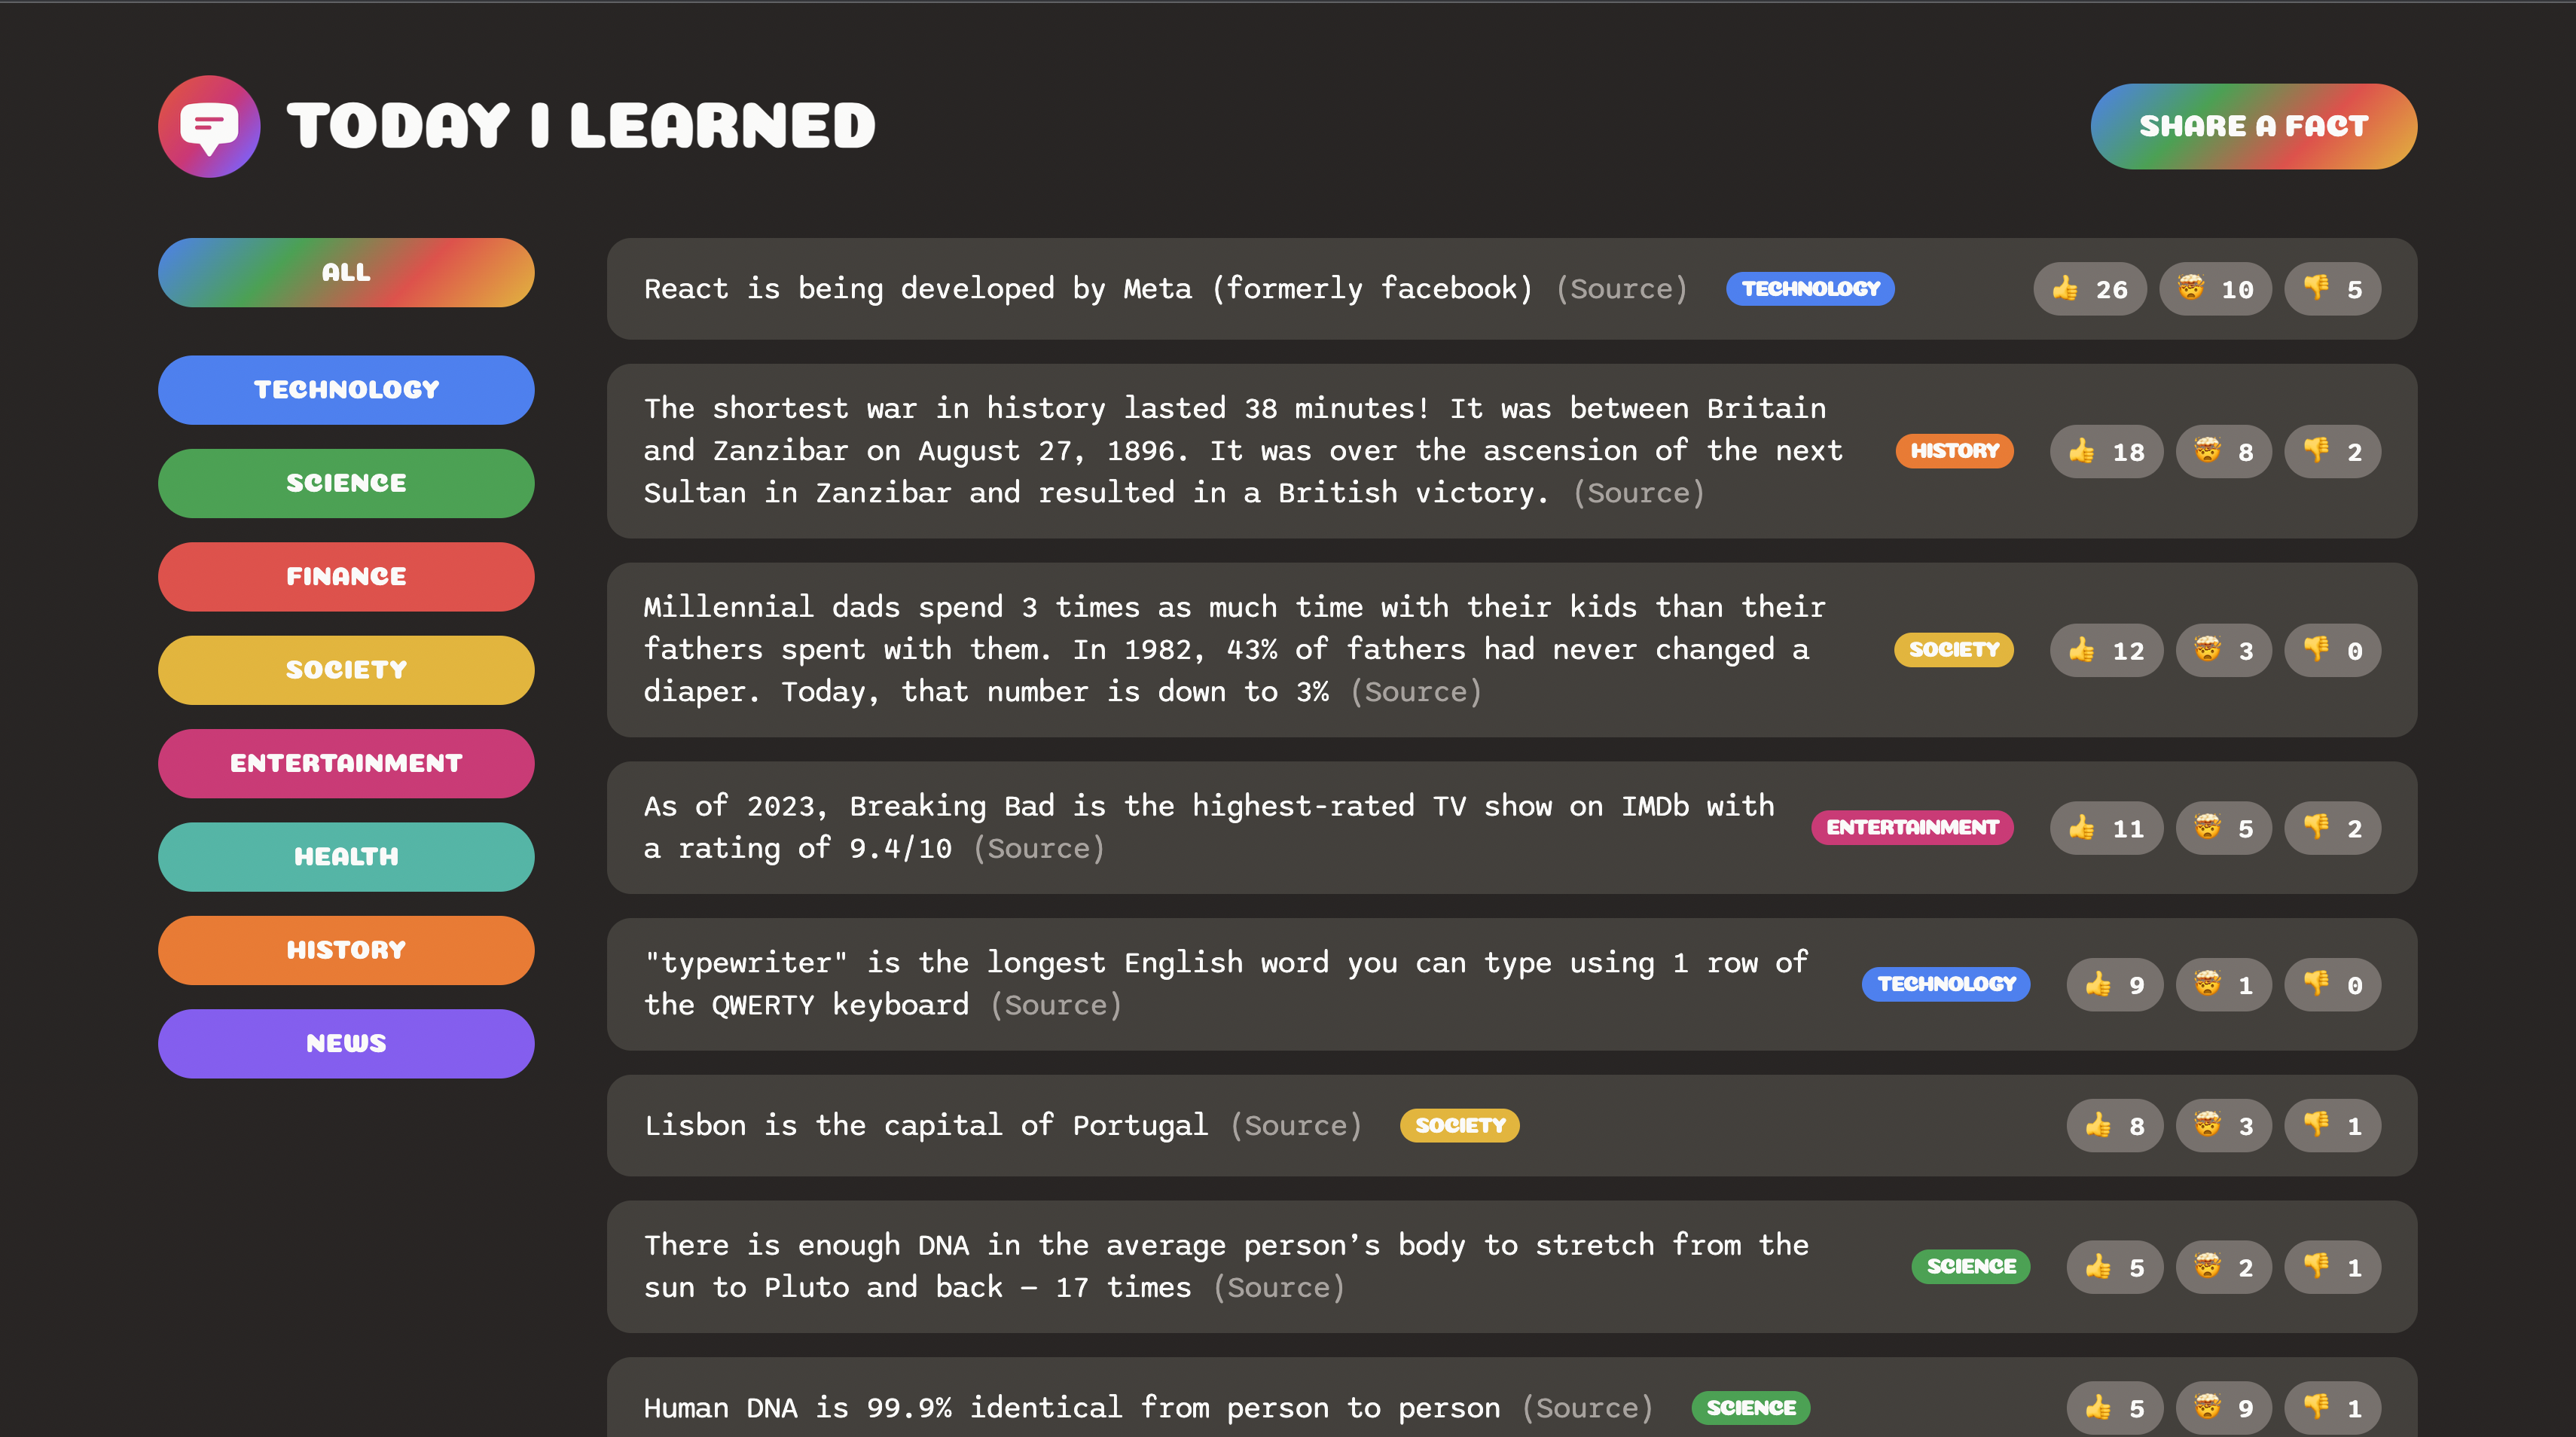 TODAY I LEARNED
SHARE A FACT
ALL
TECHNOLOGY
SCIENCE
FINANCE
SOCIETY
ENTERTAINMENT
HEALTH
HISTORY
NEWS
React is being developed by Meta (formerly facebook) (Source) TECHNOLOGY 👍 26 🤯 10 👎 5
The shortest war in history lasted 38 minutes! It was between Britain
and Zanzibar on August 27, 1896. It was over the ascension of the next
Sultan in Zanzibar and resulted in a British victory. (Source)
HISTORY 👍 18 🤯 8 👎 2
Millennial dads spend 3 times as much time with their kids than their
fathers spent with them. In 1982, 43% of fathers had never changed a
diaper. Today, that number is down to 3% (Source)
SOCIETY 👍 12 🤯 3 👎 0
As of 2023, Breaking Bad is the highest-rated TV show on IMDb with
a rating of 9.4/10 (Source)
ENTERTAINMENT 👍 11 🤯 5 👎 2
"typewriter" is the longest English word you can type using 1 row of
the QWERTY keyboard (Source)
TECHNOLOGY 👍 9 🤯 1 👎 0
Lisbon is the capital of Portugal (Source) SOCIETY 👍 8 🤯 3 👎 1
There is enough DNA in the average person’s body to stretch from the
sun to Pluto and back — 17 times (Source)
SCIENCE 👍 5 🤯 2 👎 1
Human DNA is 99.9% identical from person to person (Source) SCIENCE 👍 5 🤯 9 👎 1